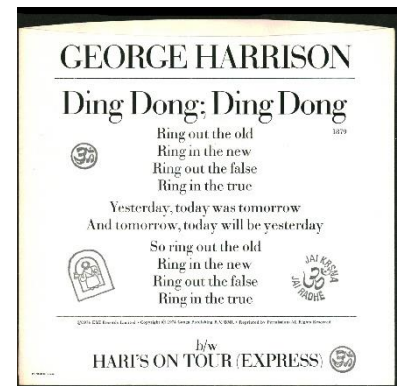 GEORGE HARRISON
Ding Dong; Ding Dong
1879
Ring out the old
Ring in the new
Ring out the false
Ring in the true
Yesterday, today was tomorrow
And tomorrow, today will be yesterday
So ring out the old
Ring in the new
Ring out the false
Ring in the true
ॐ
ॐ
JAI KRSNA
ॐ
JAI RADHE
b/w
HARI'S ON TOUR (EXPRESS)
ॐ